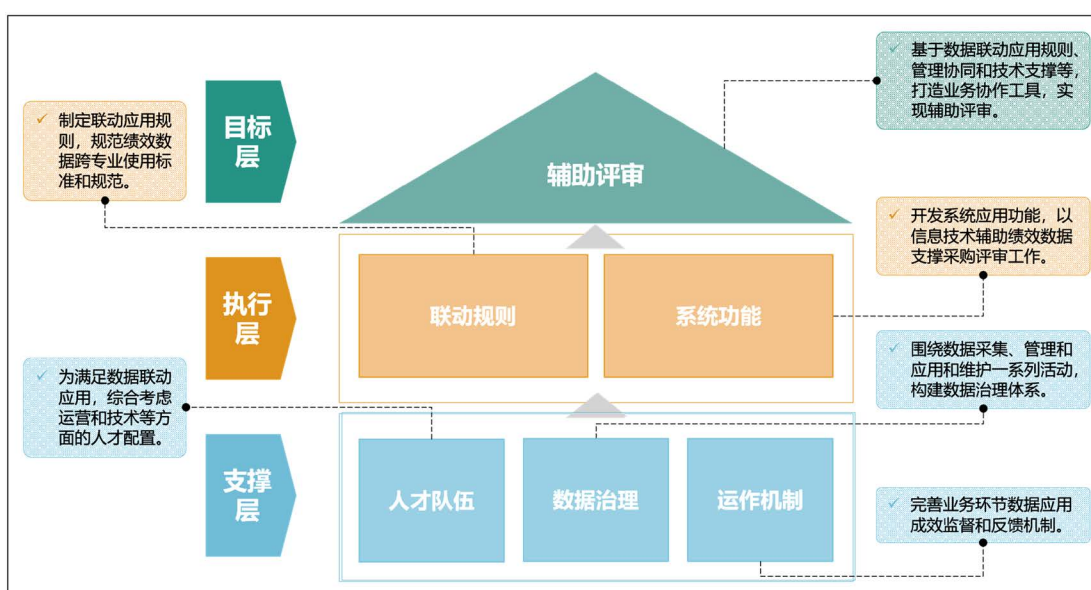 基于数据联动应用规则、
管理协同和技术支撑等，
打造业务协作工具，实
现辅助评审。
目标
层
制定联动应用规
则，规范绩效数
据跨专业使用标
准和规范。
辅助评审
开发系统应用功能，以
信息技术辅助绩效数据
支撑采购评审工作。
执行
层
联动规则
系统功能
围绕数据采集、管理和
应用和维护一系列活动，
构建数据治理体系。
为满足数据联动
应用，综合考虑
运营和技术等方
面的人才配置。
支撑
层
人才队伍
数据治理
运作机制
完善业务环节数据应用
成效监督和反馈机制。